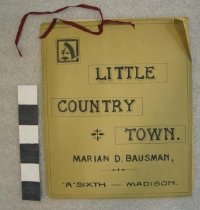 LITTLE
COUNTRY
TOWN.
MARIAN D. BAUSMAN,
"A" SIXTH — MADISON.